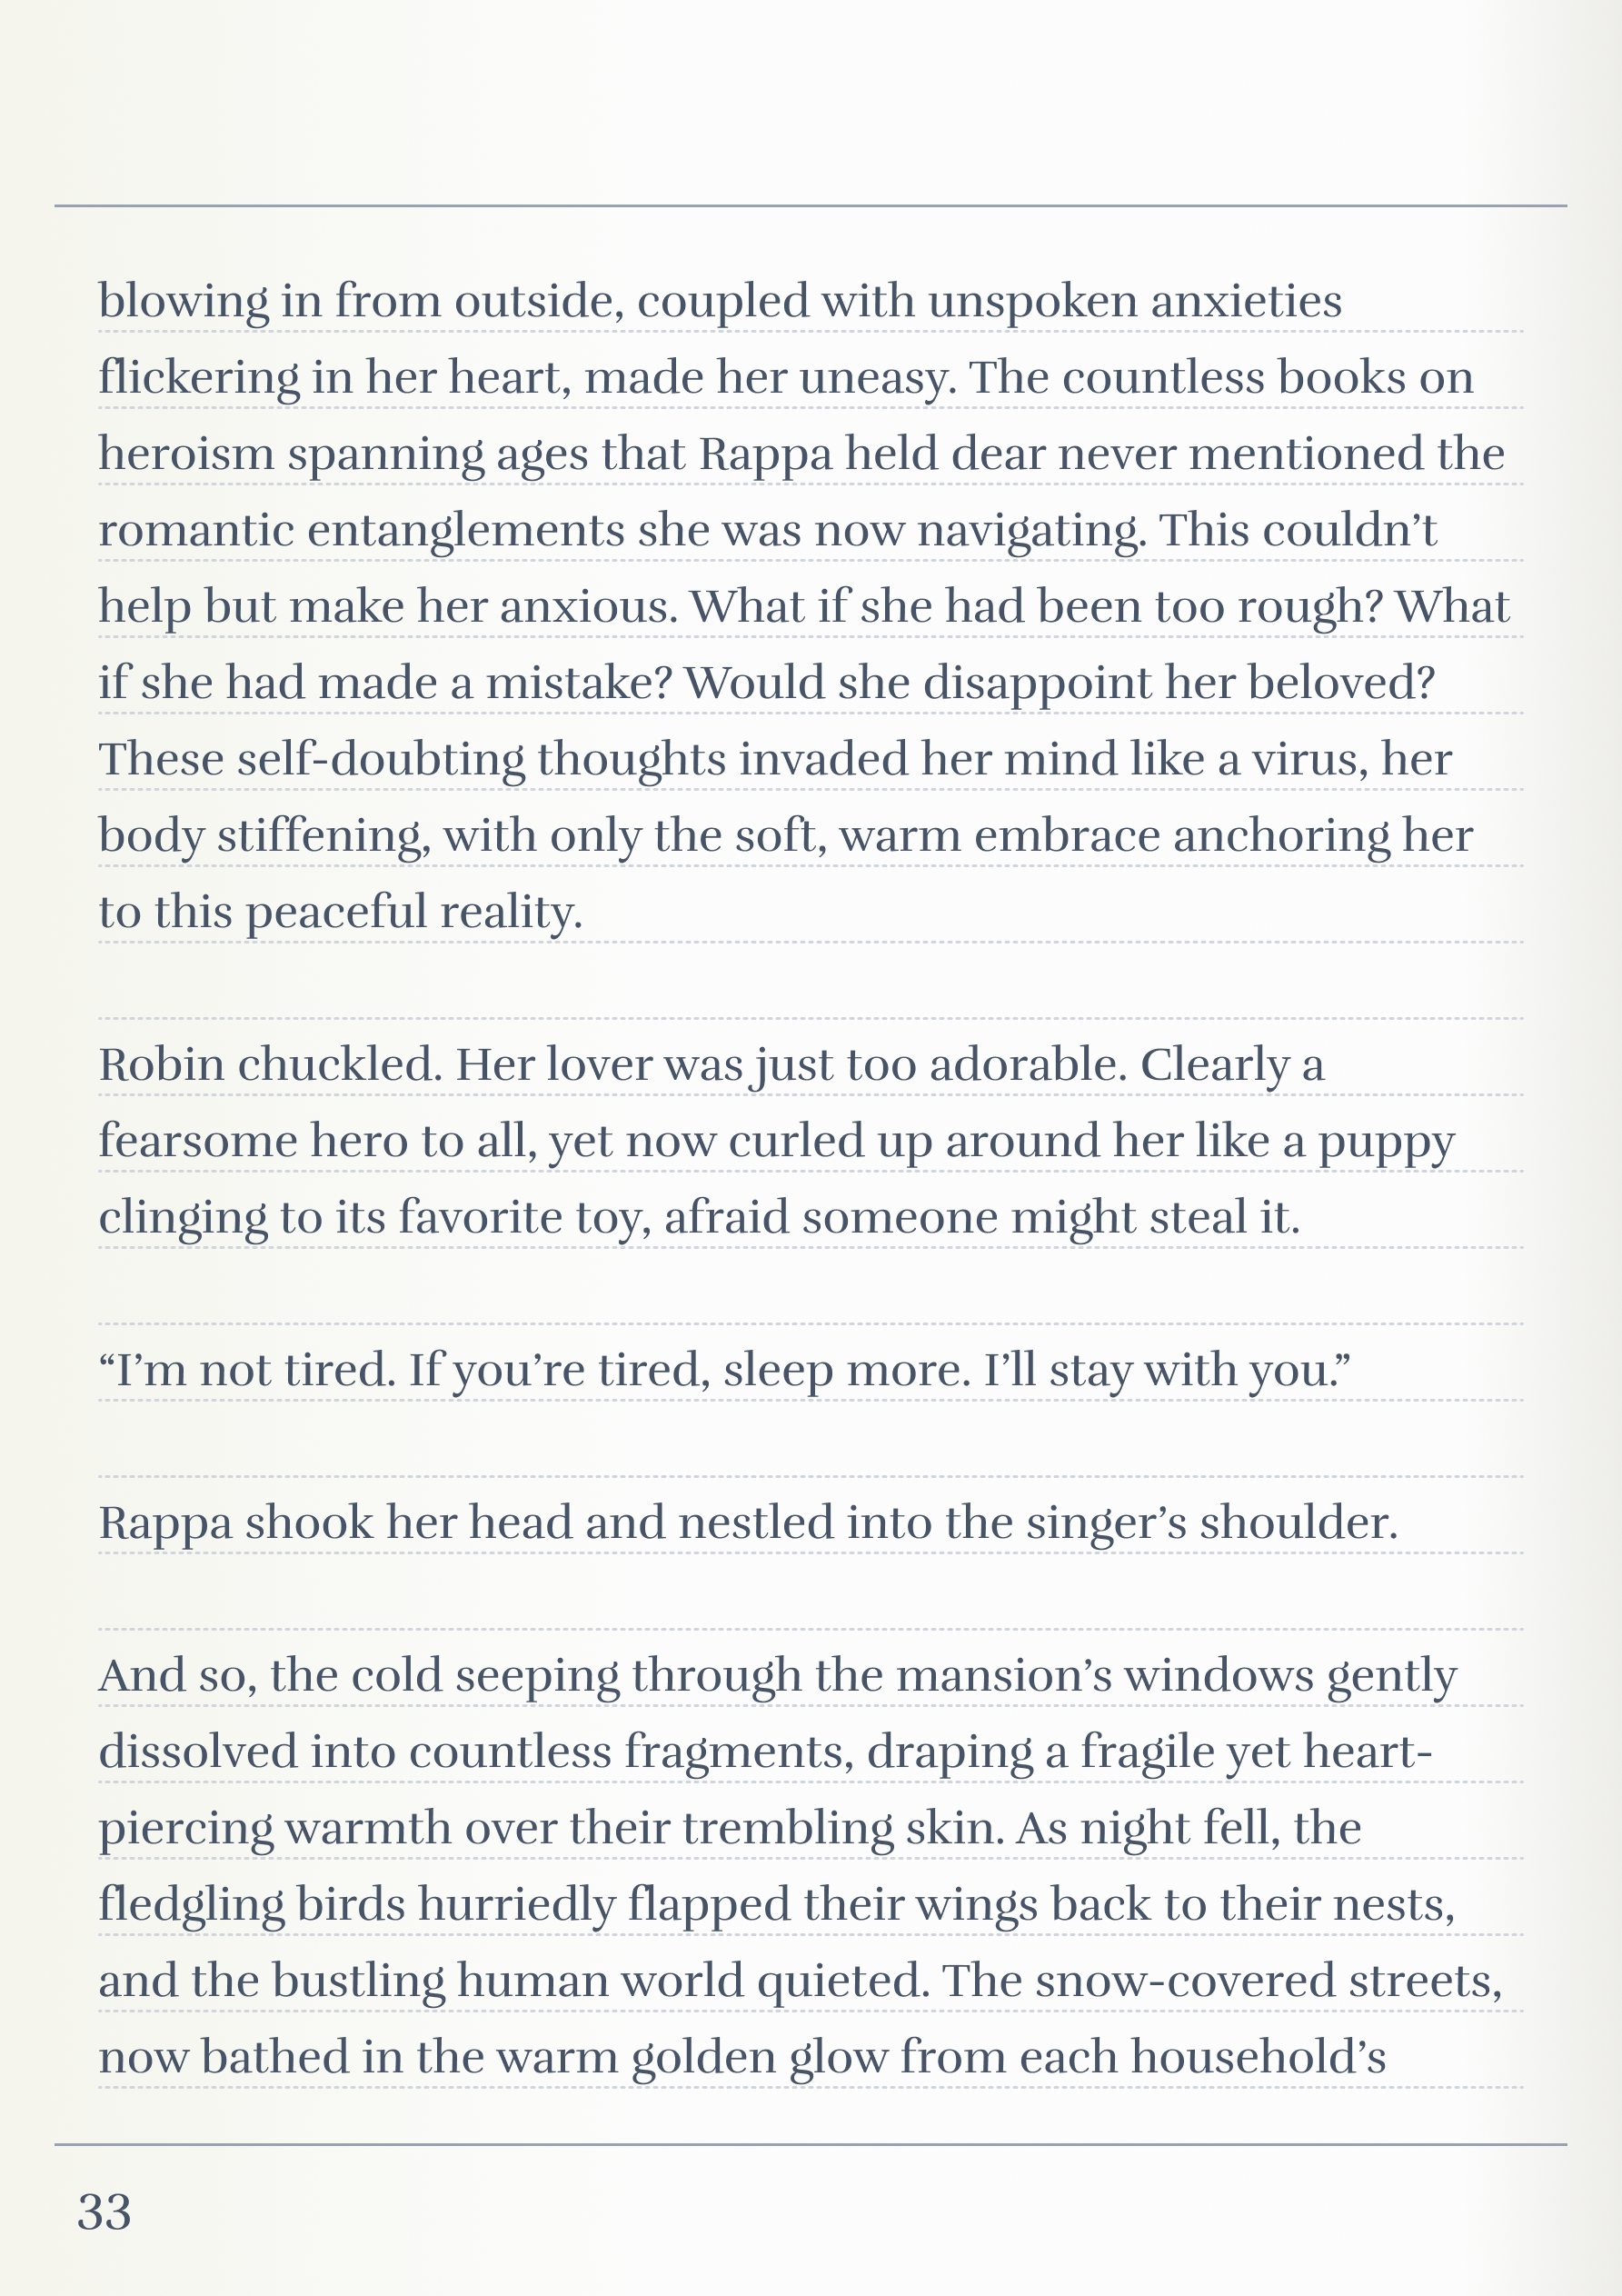 blowing in from outside, coupled with unspoken anxieties
flickering in her heart, made her uneasy. The countless books on
heroism spanning ages that Rappa held dear never mentioned the
romantic entanglements she was now navigating. This couldn’t
help but make her anxious. What if she had been too rough? What
if she had made a mistake? Would she disappoint her beloved?
These self-doubting thoughts invaded her mind like a virus, her
body stiffening, with only the soft, warm embrace anchoring her
to this peaceful reality.
Robin chuckled. Her lover was just too adorable. Clearly a
fearsome hero to all, yet now curled up around her like a puppy
clinging to its favorite toy, afraid someone might steal it.
“I’m not tired. If you’re tired, sleep more. I’ll stay with you.”
Rappa shook her head and nestled into the singer’s shoulder.
And so, the cold seeping through the mansion’s windows gently
dissolved into countless fragments, draping a fragile yet heart-
piercing warmth over their trembling skin. As night fell, the
fledgling birds hurriedly flapped their wings back to their nests,
and the bustling human world quieted. The snow-covered streets,
now bathed in the warm golden glow from each household’s
33